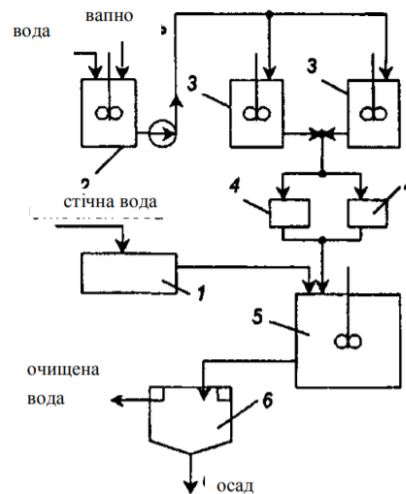 вода
вапно
3
3
2
4
стічна вода
1
5
очищена
вода
6
осад